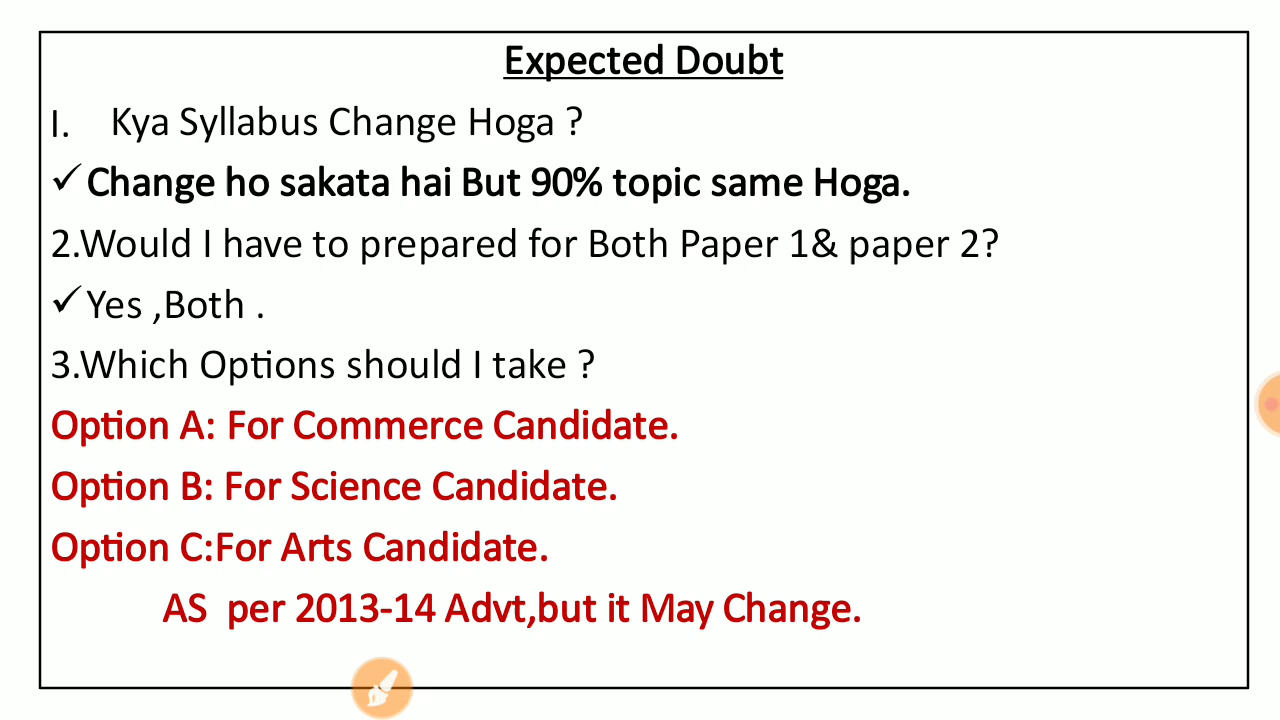 Expected Doubt
I. Kya Syllabus Change Hoga ?
✓Change ho sakata hai But 90% topic same Hoga.
2.Would I have to prepared for Both Paper 1& paper 2?
✓Yes ,Both .
3.Which Options should I take ?
Option A: For Commerce Candidate.
Option B: For Science Candidate.
Option C:For Arts Candidate.
AS per 2013-14 Advt,but it May Change.